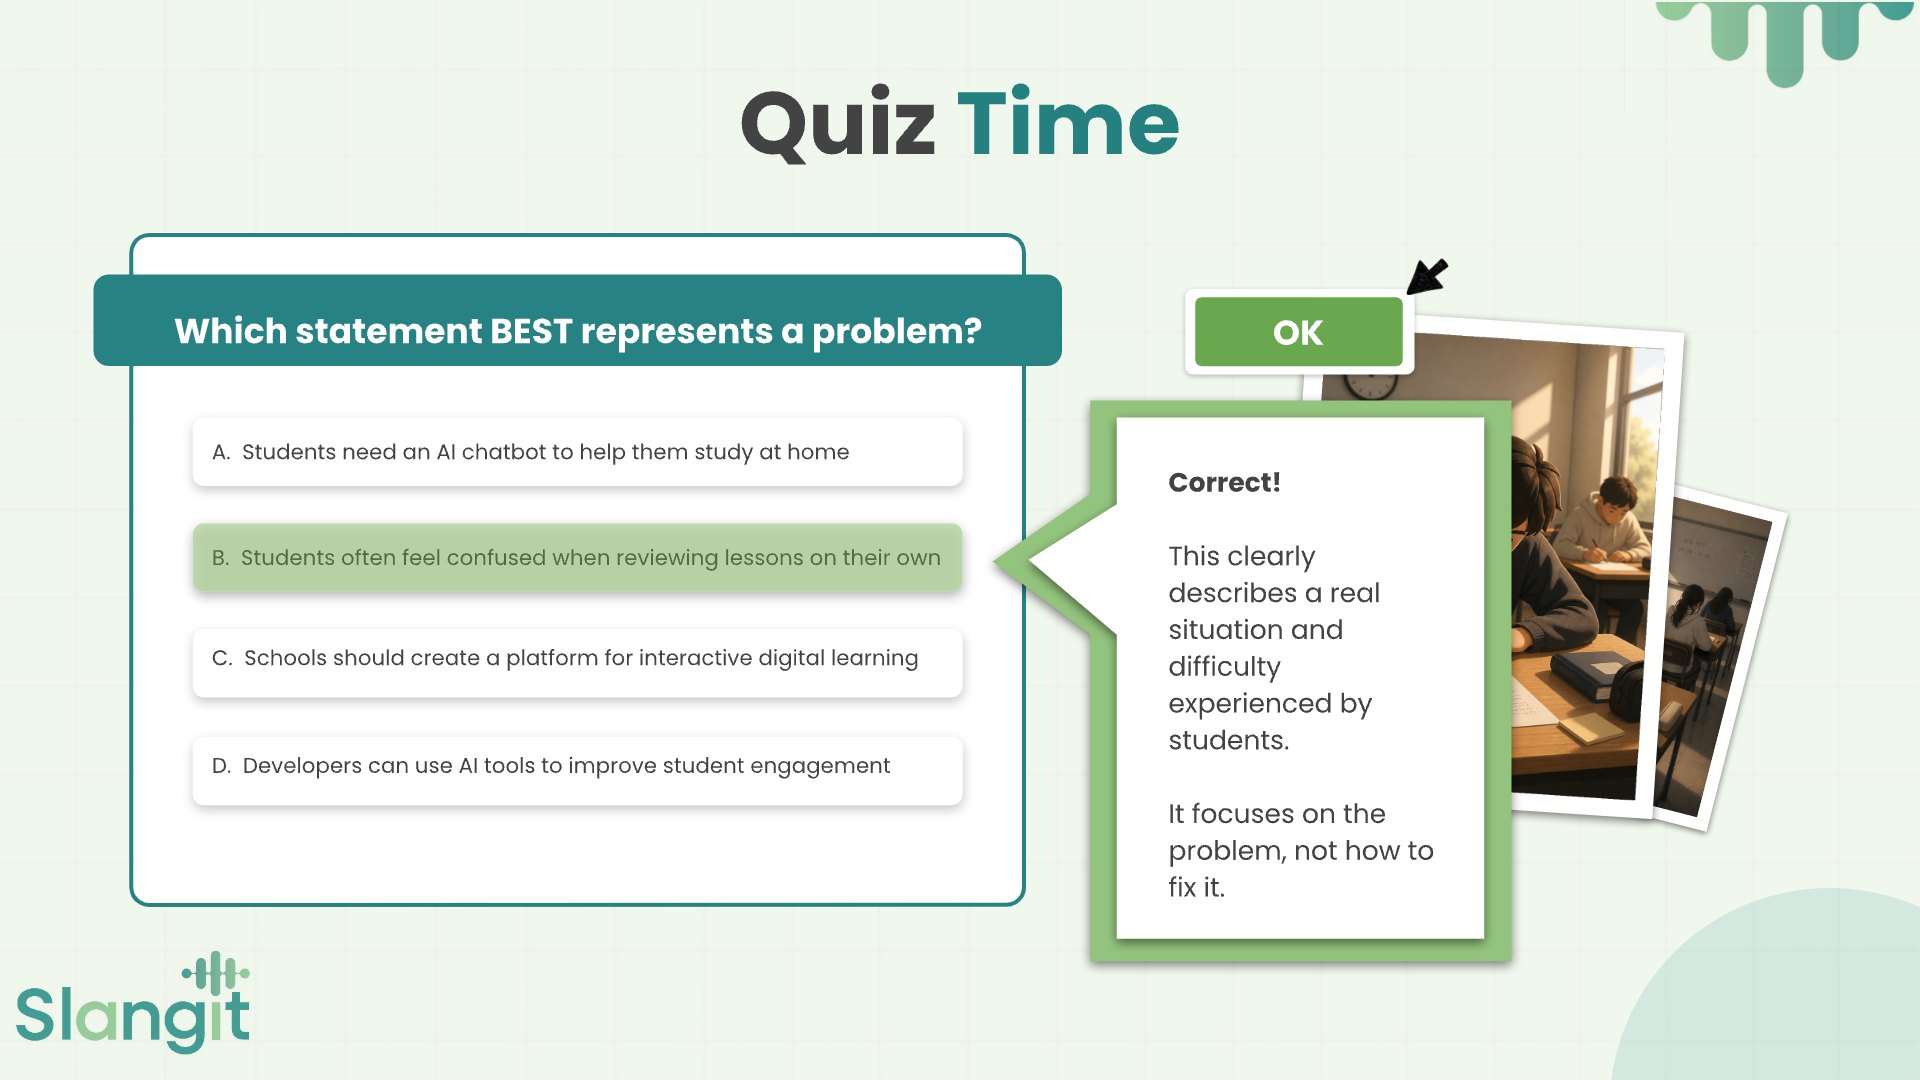 Quiz Time
Which statement BEST represents a problem?
A. Students need an AI chatbot to help them study at home
B. Students often feel confused when reviewing lessons on their own
C. Schools should create a platform for interactive digital learning
D. Developers can use AI tools to improve student engagement
OK
Correct!
This clearly
describes a real
situation and
difficulty
experienced by
students.
It focuses on the
problem, not how to
fix it.
Slangit